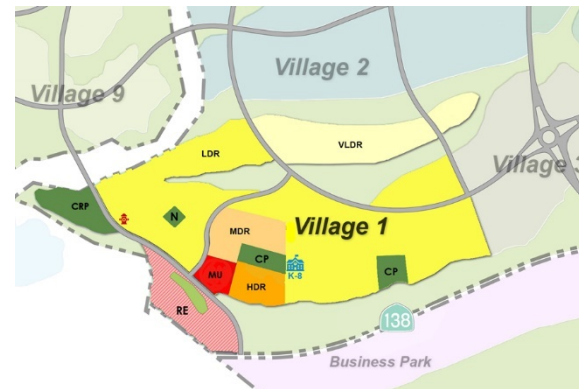 Village 2
Village 9
LDR
VLDR
Village
CRP
N
MDR
Village 1
CP
K-8
MU
HDR
CP
RE
138
Business Park